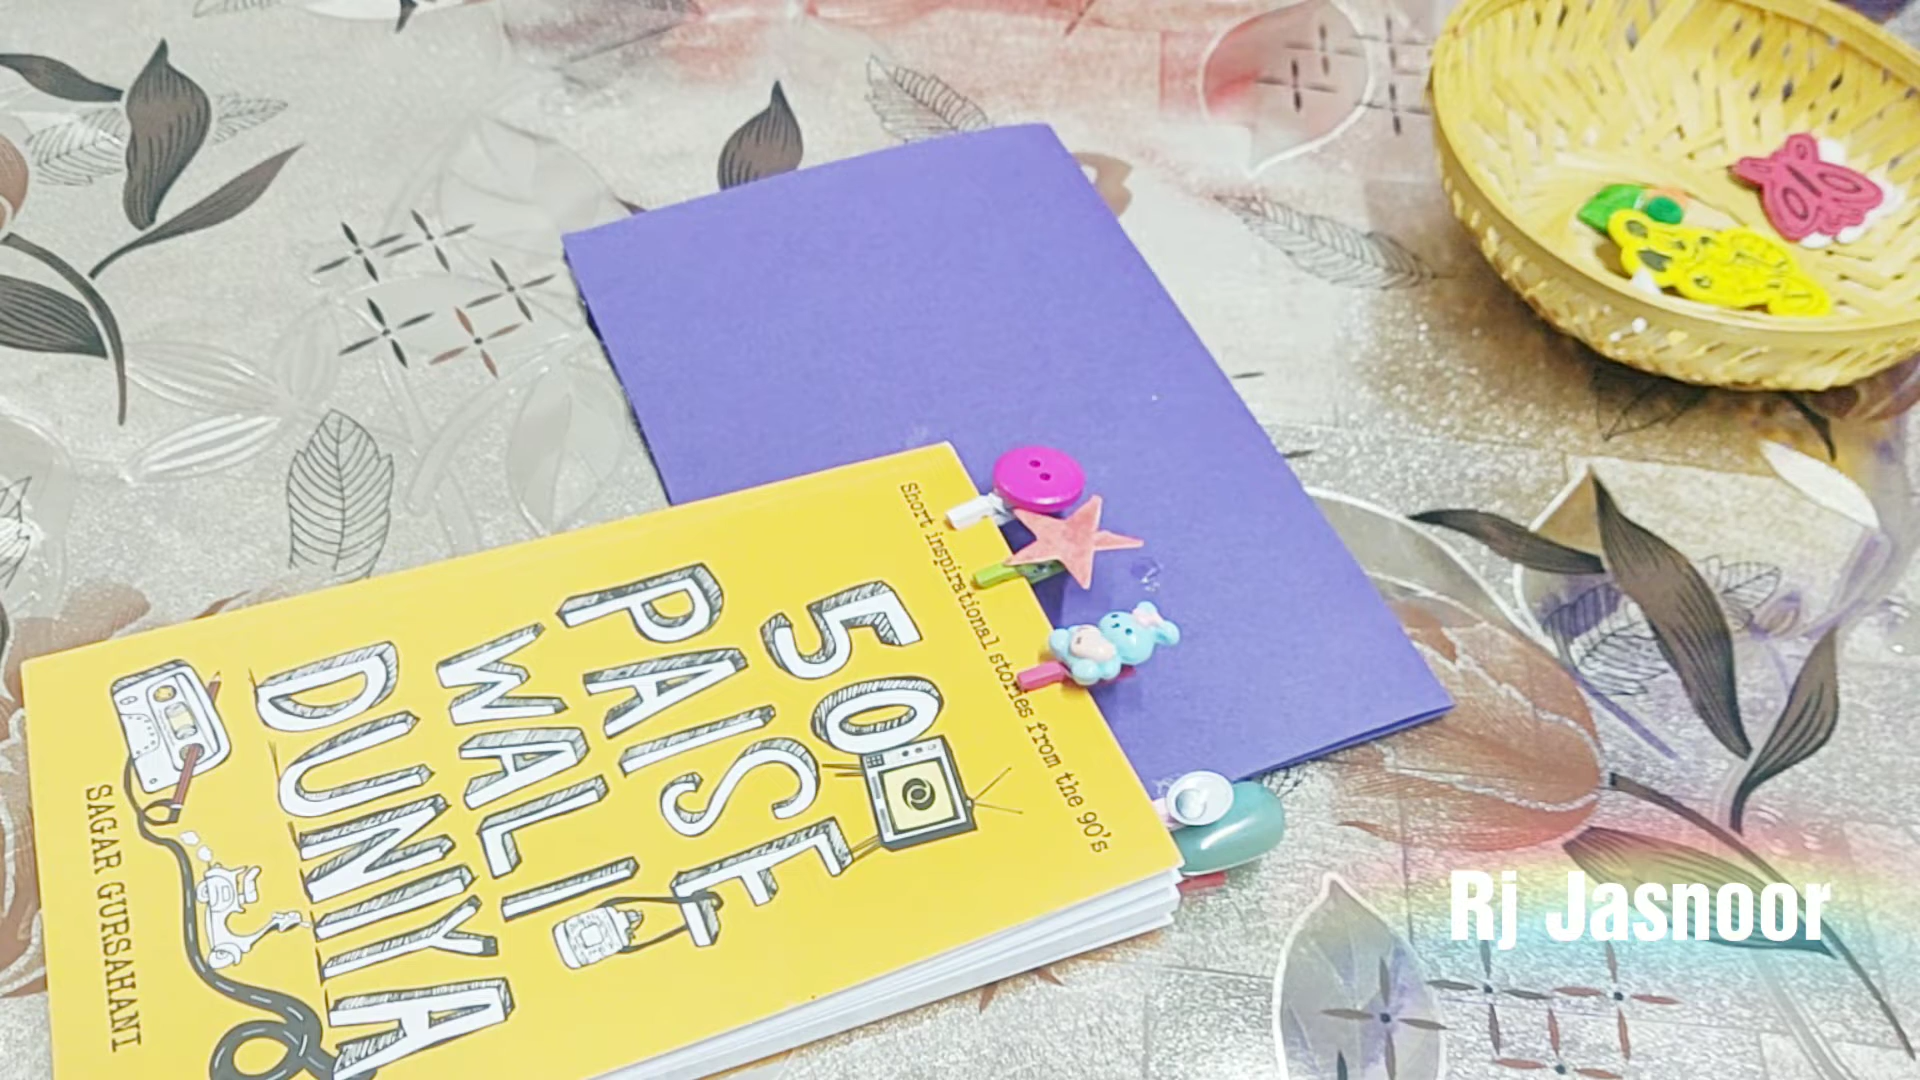 Short inspirational stories from the 90's
50
PAISE
WALI
DUNIYA
SAGAR GURSAHANI
Rj Jasnoor